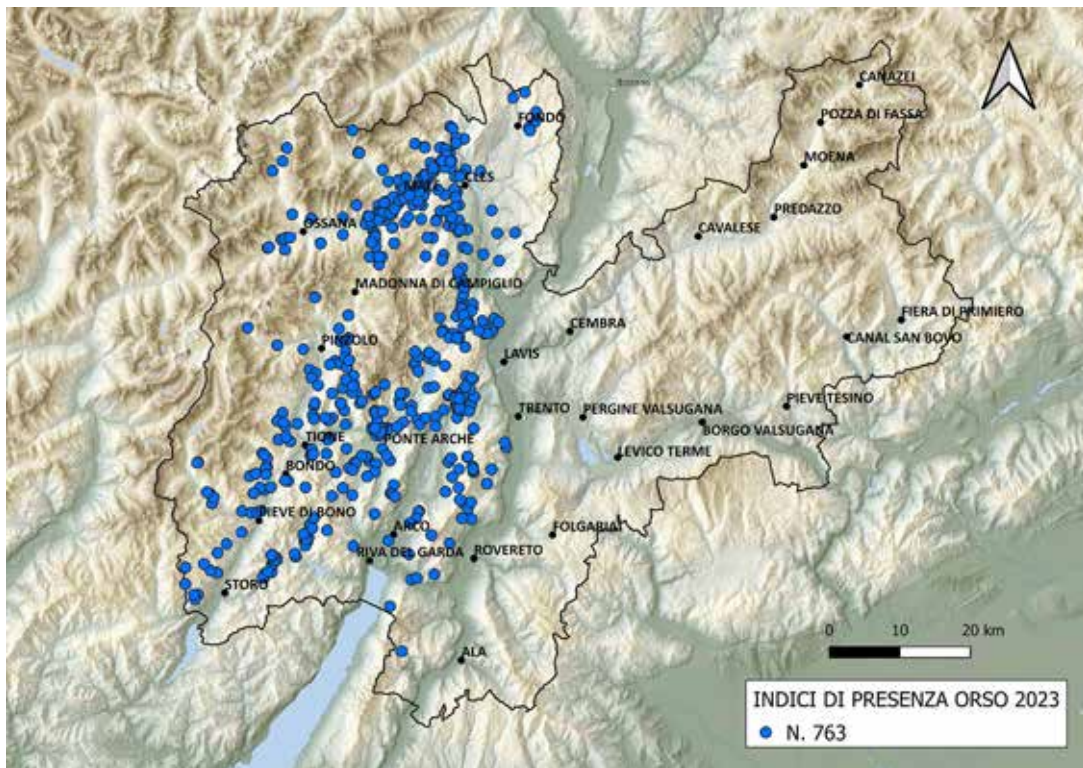 CANAZEI
POZZA DI FASSA
FONDO
MOENA
CLES
MALÈ
PREDAZZO
OSSANA
CAVALESE
MADONNA DI CAMPIGLIO
FIERA DI PRIMIERO
CEMBRA
CANAL SAN BOVO
PINZOLO
LAVIS
PIEVE TESINO
TRENTO
PERGINE VALSUGANA
BORGO VALSUGANA
TIONE
PONTE ARCHE
LEVICO TERME
BONDO
PIEVE DI BONO
ARCO
FOLGARIA
RIVA DEL GARDA
ROVERETO
STORO
ALA
0 10 20 km
INDICI DI PRESENZA ORSO 2023
N. 763